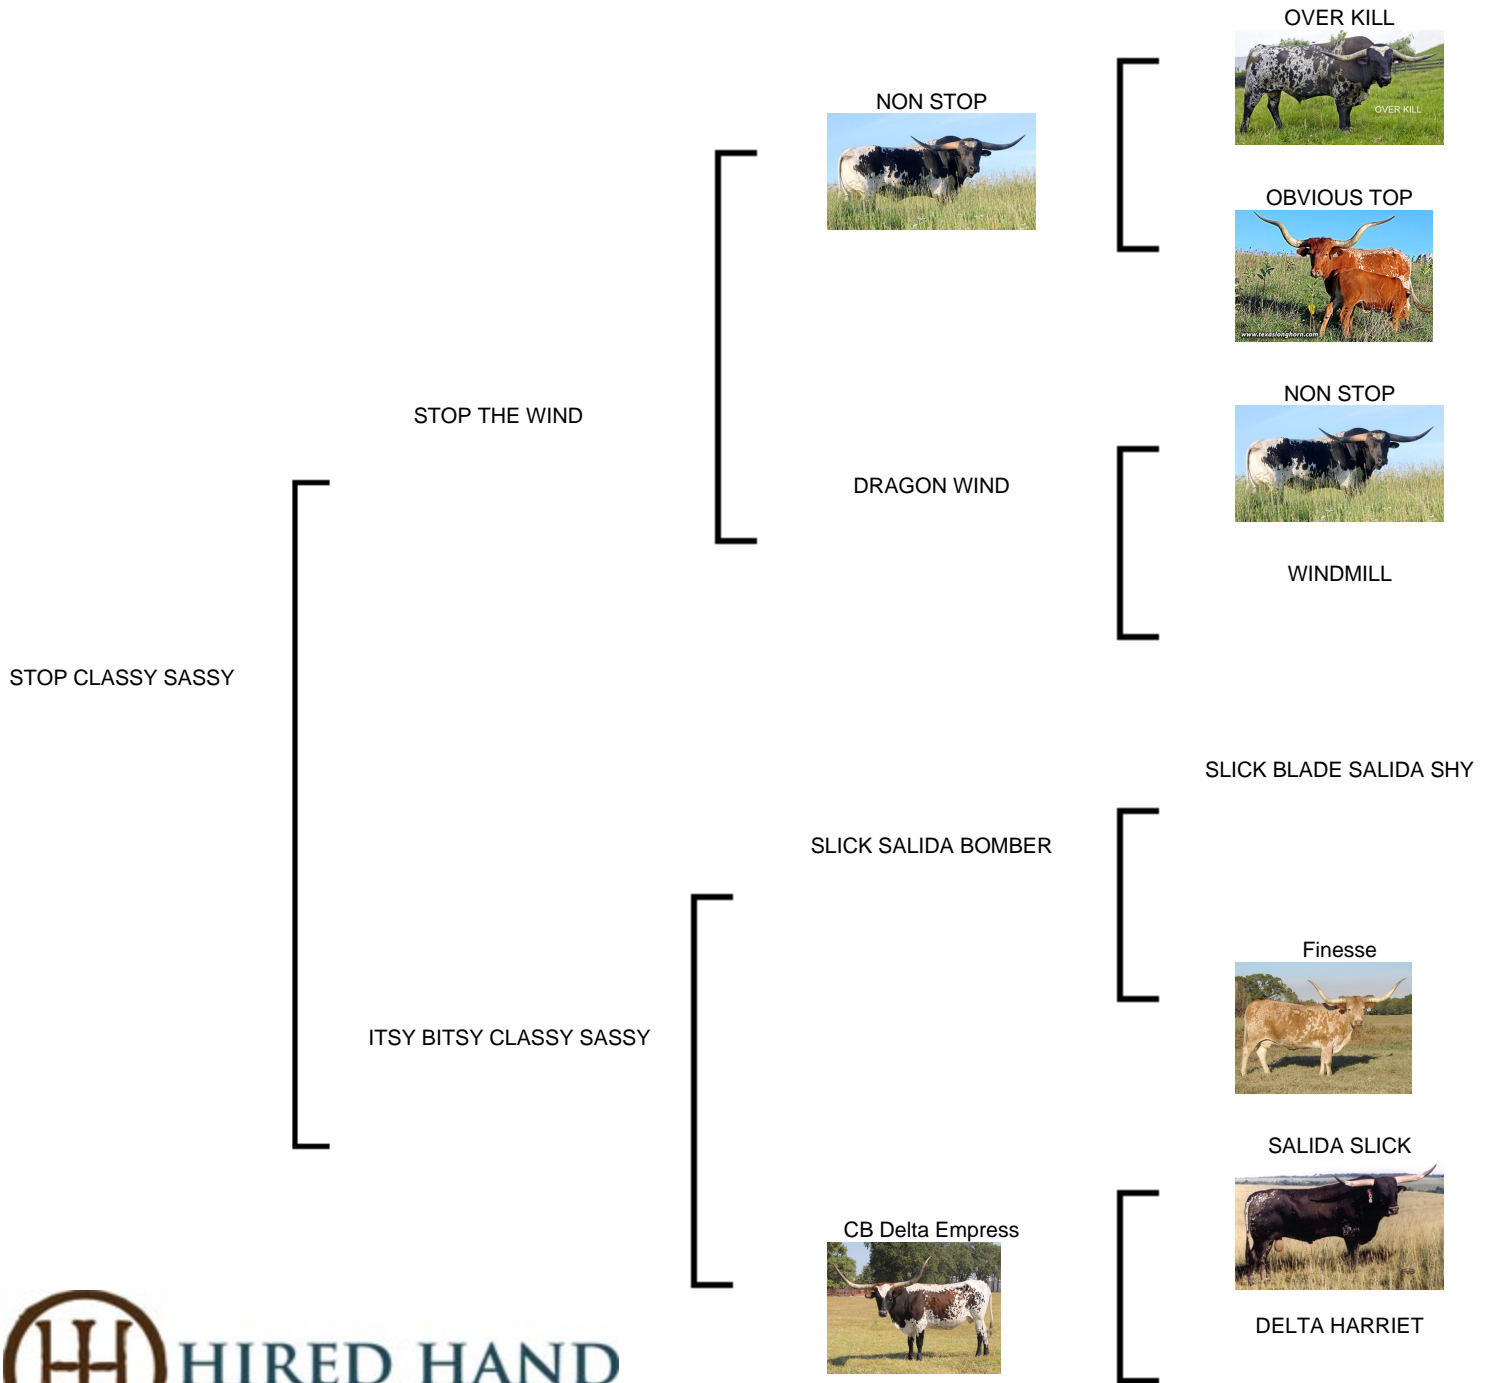 OVER KILL
OVER KILL
NON STOP
OBVIOUS TOP
www.texaslonghorn.com
NON STOP
STOP THE WIND
DRAGON WIND
WINDMILL
STOP CLASSY SASSY
SLICK BLADE SALIDA SHY
SLICK SALIDA BOMBER
Finesse
ITSY BITSY CLASSY SASSY
SALIDA SLICK
CB Delta Empress
DELTA HARRIET
HIRED HAND